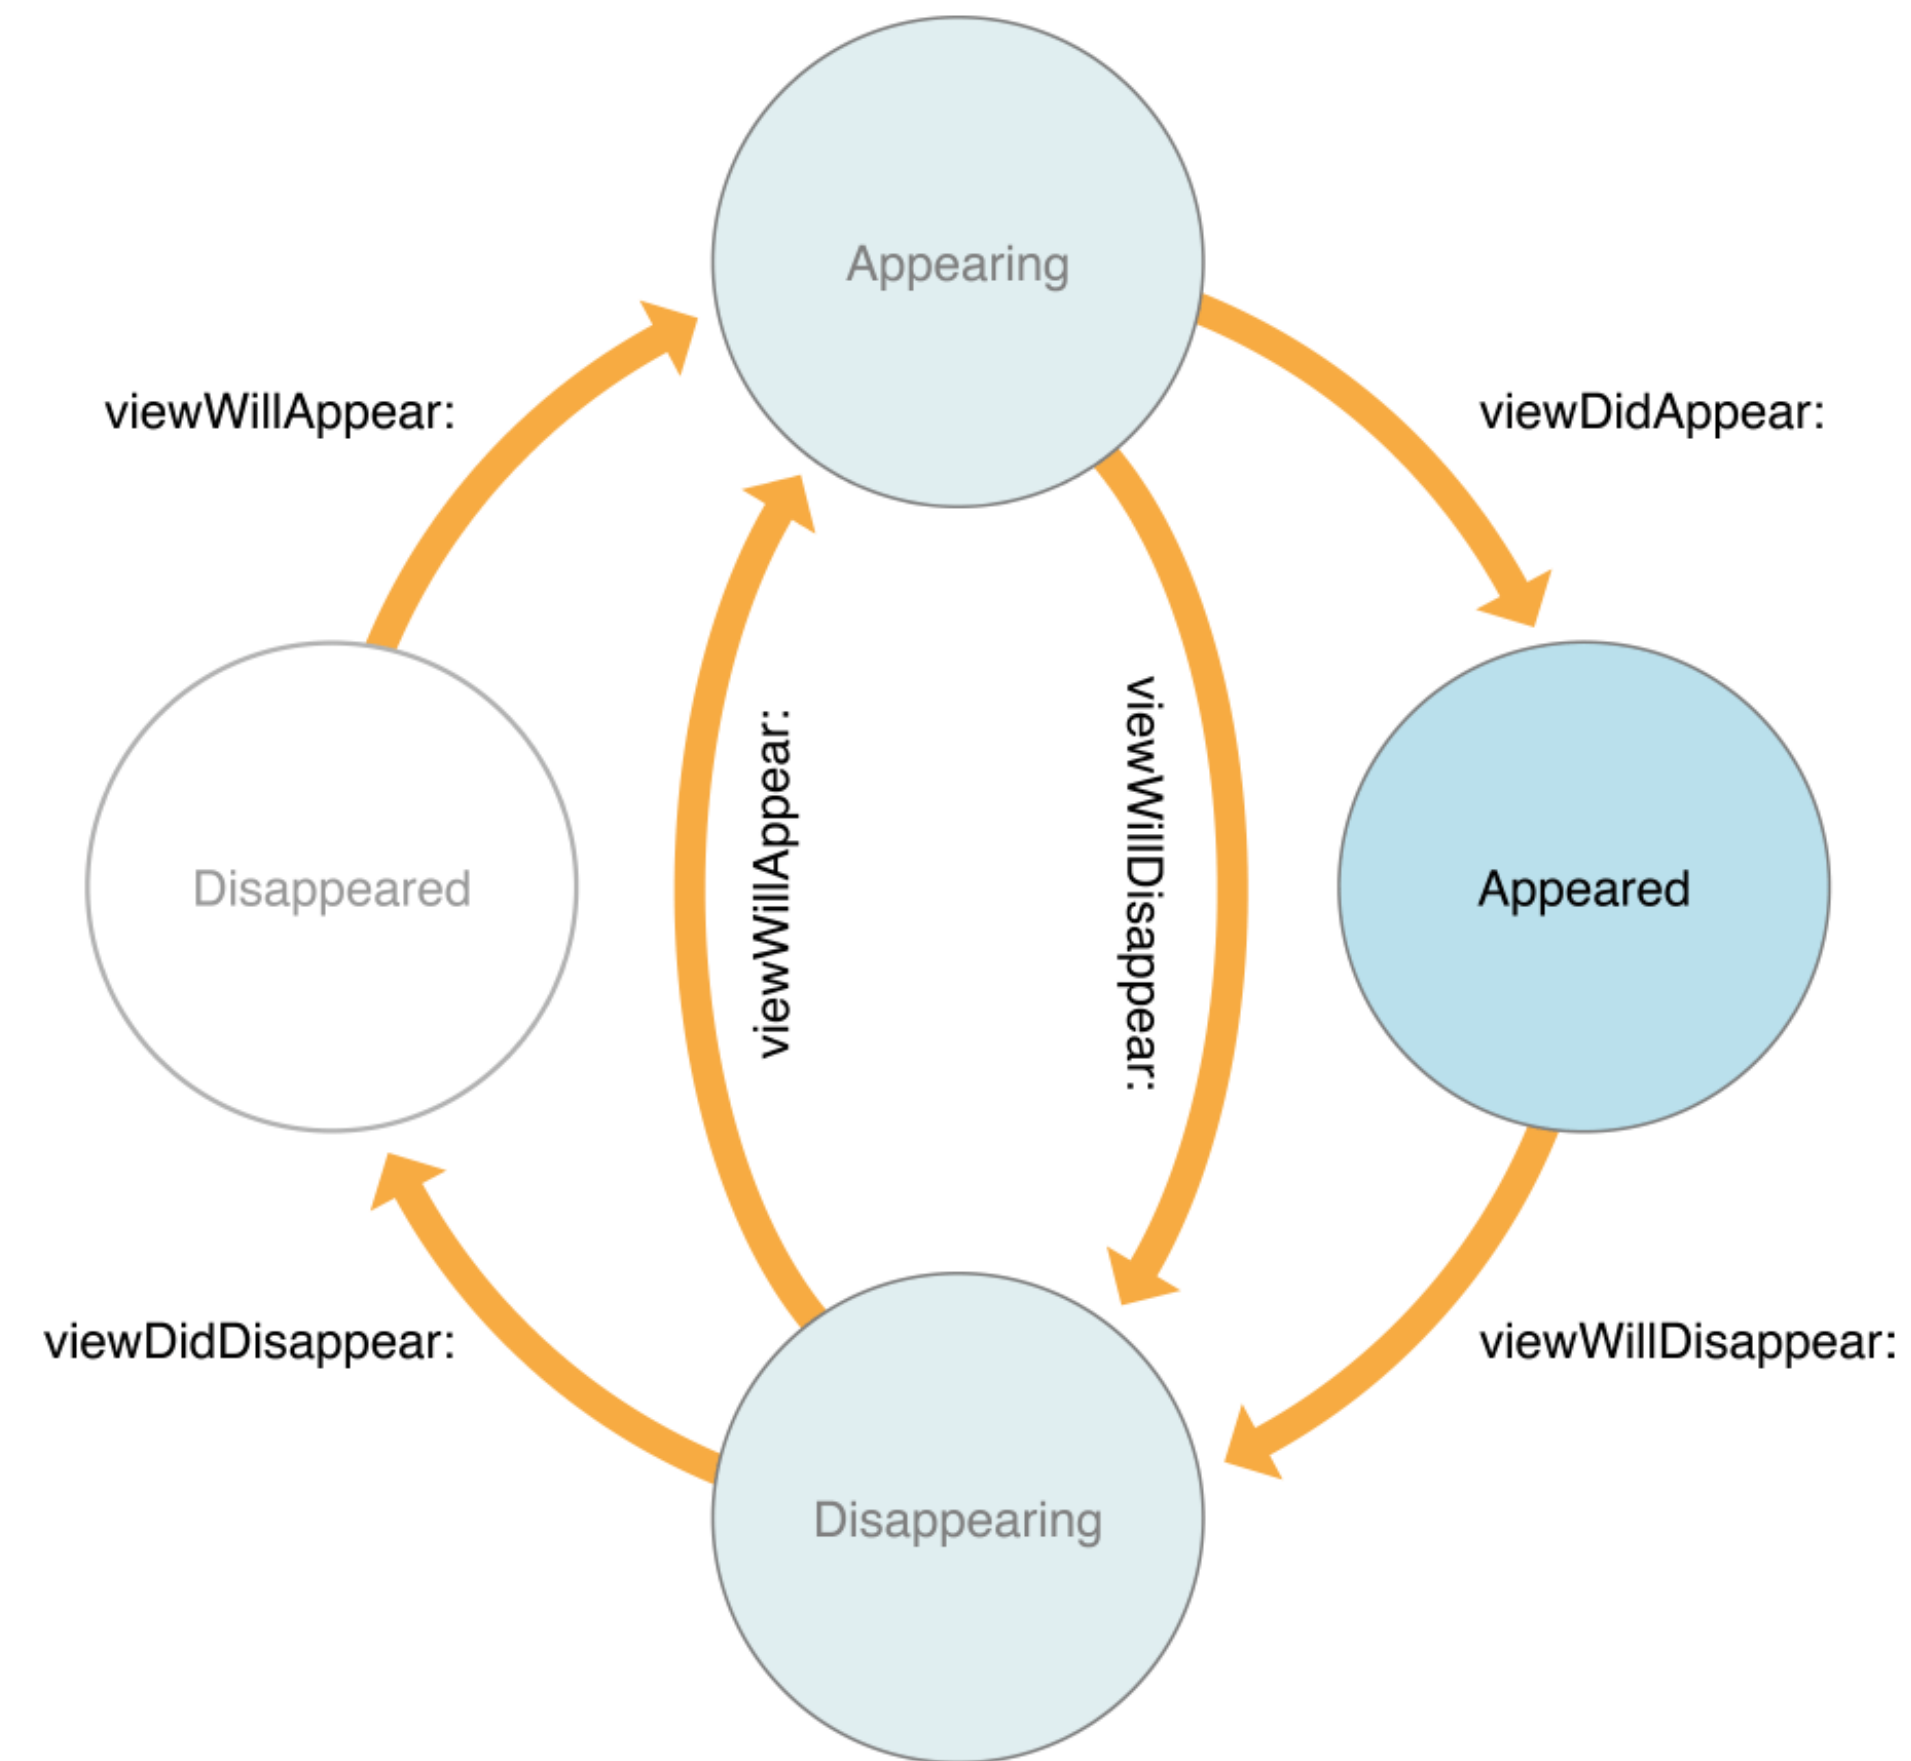 Appearing
viewWillAppear:
viewDidAppear:
viewWillAppear:
viewWillDisappear:
Disappeared
Appeared
viewDidDisappear:
viewWillDisappear:
Disappearing